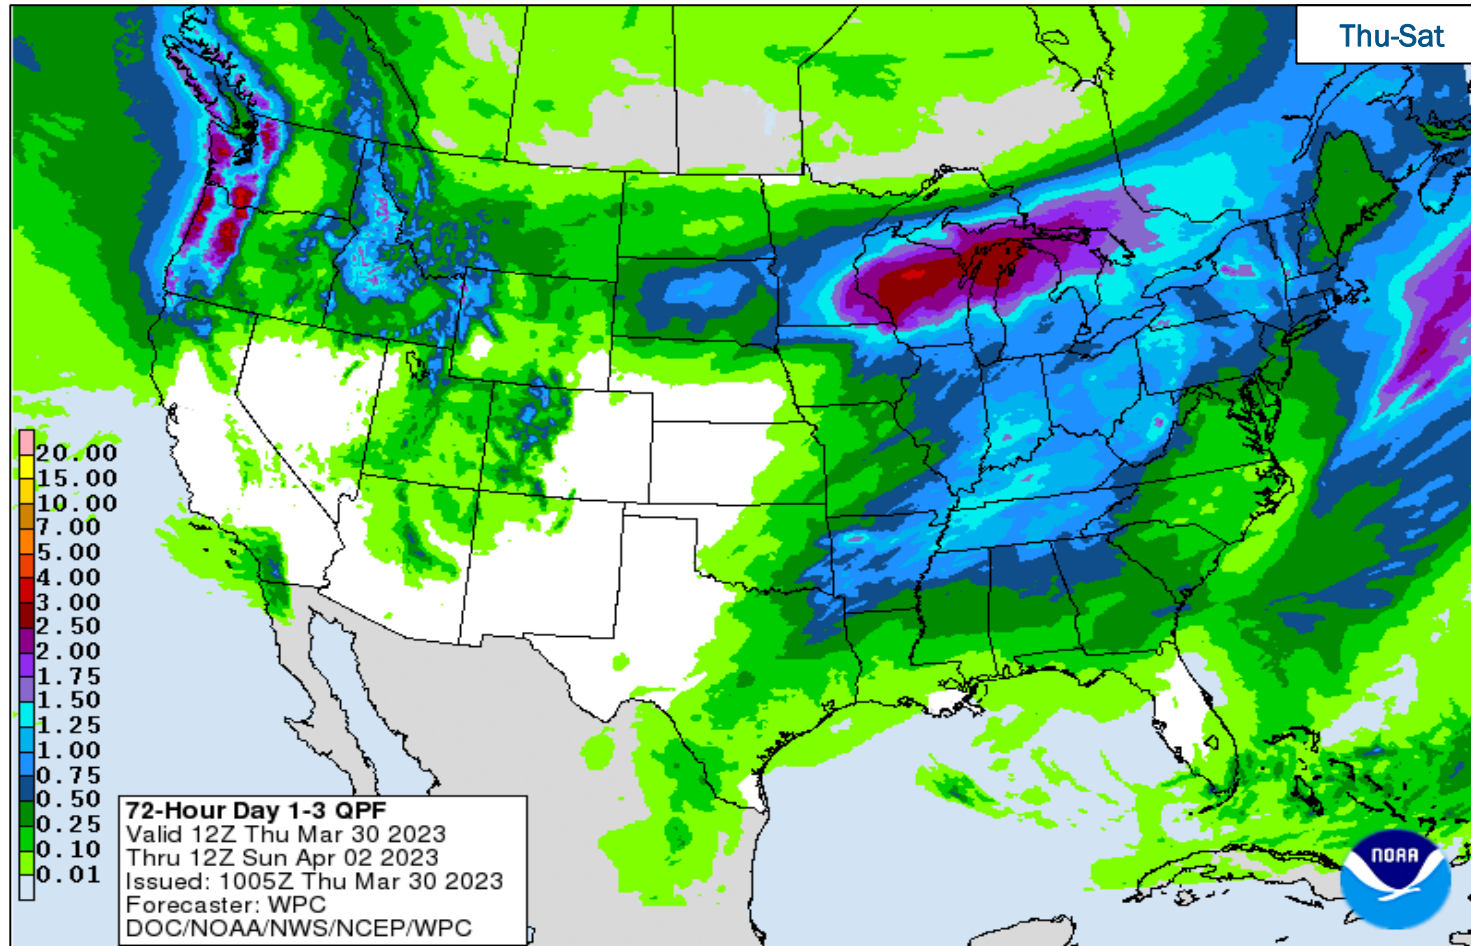 Thu-Sat
20.00
15.00
10.00
7.00
5.00
4.00
3.00
2.50
2.00
1.75
1.50
1.25
1.00
0.75
0.50
0.25
0.10
0.01
72-Hour Day 1-3 QPF
Valid 12Z Thu Mar 30 2023
Thru 12Z Sun Apr 02 2023
Issued: 1005Z Thu Mar 30 2023
Forecaster: WPC
DOC/NOAA/NWS/NCEP/WPC
NOAA